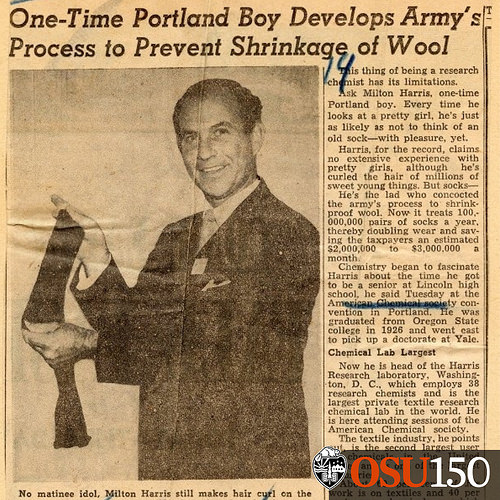 One-Time Portland Boy Develops Army's
Process to Prevent Shrinkage of Wool
14
This thing of being a research
chemist has its limitations.
Ask Milton Harris, one-time
Portland boy. Every time he
looks at a pretty girl, he's just
as likely as not to think of an
old sock—with pleasure, yet.
Harris, for the record, claims
no extensive experience with
pretty girls, although he's
curled the hair of millions of
sweet young things. But socks—
He's the lad who concocted
the army's process to shrink-
proof wool. Now it treats 100,-
000,000 pairs of socks a year,
thereby doubling wear and sav-
ing the taxpayers an estimated
$2,000,000 to $3,000,000 a
month.
Chemistry began to fascinate
Harris about the time he got
to be a senior at Lincoln high
school, he said Tuesday at the
American Chemical society con-
vention in Portland. He was
graduated from Oregon State
college in 1926 and went east
to pick up a doctorate at Yale.
Chemical Lab Largest
Now he is head of the Harris
Research laboratory, Washing-
ton, D. C., which employs 38
research chemists and is the
largest private textile research
chemical lab in the world. He
is here attending sessions of the
American Chemical society.
The textile industry, he points
out, is the second largest user
work is on textiles and 40 per
No matinee idol, Milton Harris still makes hair curl on the
OSU150